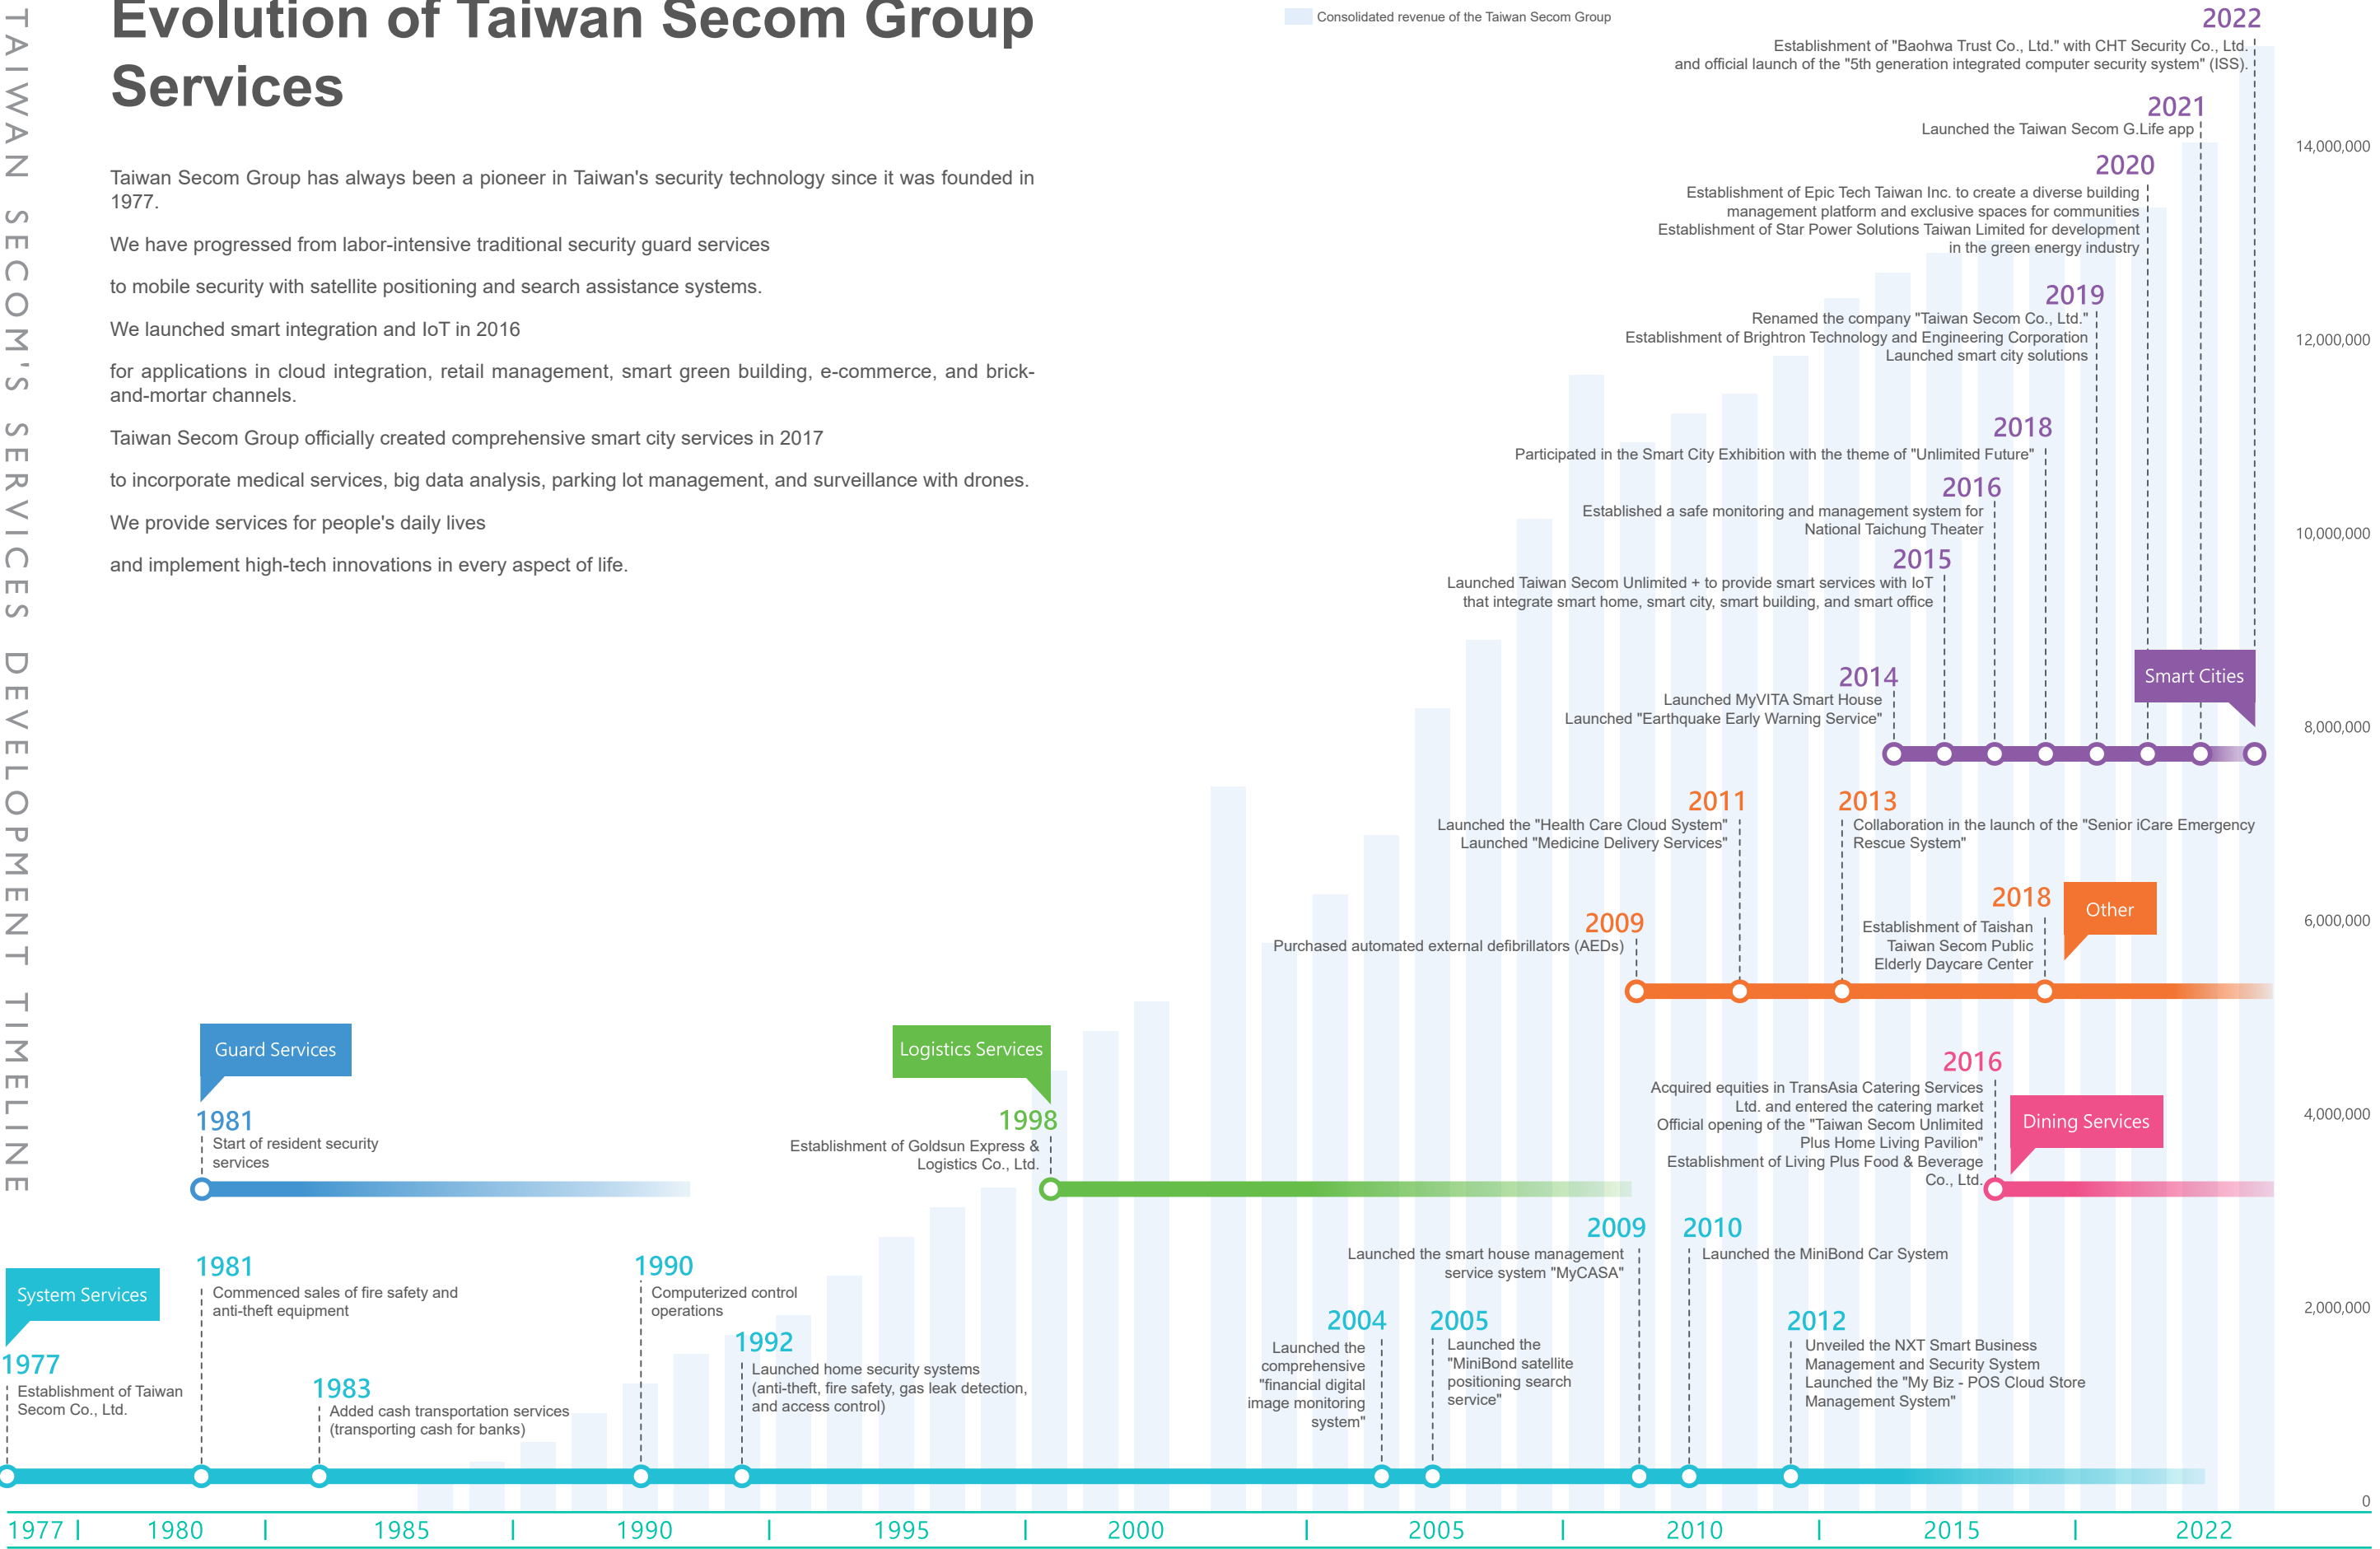 TAIWAN SECOM'S SERVICES DEVELOPMENT TIMELINE
Evolution of Taiwan Secom Group
Services
Taiwan Secom Group has always been a pioneer in Taiwan's security technology since it was founded in
1977.
We have progressed from labor-intensive traditional security guard services
to mobile security with satellite positioning and search assistance systems.
We launched smart integration and IoT in 2016
for applications in cloud integration, retail management, smart green building, e-commerce, and brick-
and-mortar channels.
Taiwan Secom Group officially created comprehensive smart city services in 2017
to incorporate medical services, big data analysis, parking lot management, and surveillance with drones.
We provide services for people's daily lives
and implement high-tech innovations in every aspect of life.
Consolidated revenue of the Taiwan Secom Group
2022
Establishment of "Baohwa Trust Co., Ltd." with CHT Security Co., Ltd.
and official launch of the "5th generation integrated computer security system" (ISS).
2021
Launched the Taiwan Secom G.Life app
2020
Establishment of Epic Tech Taiwan Inc. to create a diverse building
management platform and exclusive spaces for communities
Establishment of Star Power Solutions Taiwan Limited for development
in the green energy industry
2019
Renamed the company "Taiwan Secom Co., Ltd."
Establishment of Brightron Technology and Engineering Corporation
Launched smart city solutions
2018
Participated in the Smart City Exhibition with the theme of "Unlimited Future"
2016
Established a safe monitoring and management system for
National Taichung Theater
2015
Launched Taiwan Secom Unlimited + to provide smart services with IoT
that integrate smart home, smart city, smart building, and smart office
2014
Launched MyVITA Smart House
Launched "Earthquake Early Warning Service"
Smart Cities
2011
Launched the "Health Care Cloud System"
Launched "Medicine Delivery Services"
2013
Collaboration in the launch of the "Senior iCare Emergency
Rescue System"
2009
Purchased automated external defibrillators (AEDs)
2018
Establishment of Taishan
Taiwan Secom Public
Elderly Daycare Center
Other
Guard Services
1981
Start of resident security
services
Logistics Services
1998
Establishment of Goldsun Express &
Logistics Co., Ltd.
2016
Acquired equities in TransAsia Catering Services
Ltd. and entered the catering market
Official opening of the "Taiwan Secom Unlimited
Plus Home Living Pavilion"
Establishment of Living Plus Food & Beverage
Co., Ltd.
Dining Services
System Services
1977
Establishment of Taiwan
Secom Co., Ltd.
1981
Commenced sales of fire safety and
anti-theft equipment
1983
Added cash transportation services
(transporting cash for banks)
1990
Computerized control
operations
1992
Launched home security systems
(anti-theft, fire safety, gas leak detection,
and access control)
2004
Launched the
comprehensive
"financial digital
image monitoring
system"
2005
Launched the
"MiniBond satellite
positioning search
service"
2009
Launched the smart house management
service system "MyCASA"
2010
Launched the MiniBond Car System
2012
Unveiled the NXT Smart Business
Management and Security System
Launched the "My Biz - POS Cloud Store
Management System"
14,000,000
12,000,000
10,000,000
8,000,000
6,000,000
4,000,000
2,000,000
0
1977 | 1980 | 1985 | 1990 | 1995 | 2000 | 2005 | 2010 | 2015 | 2022